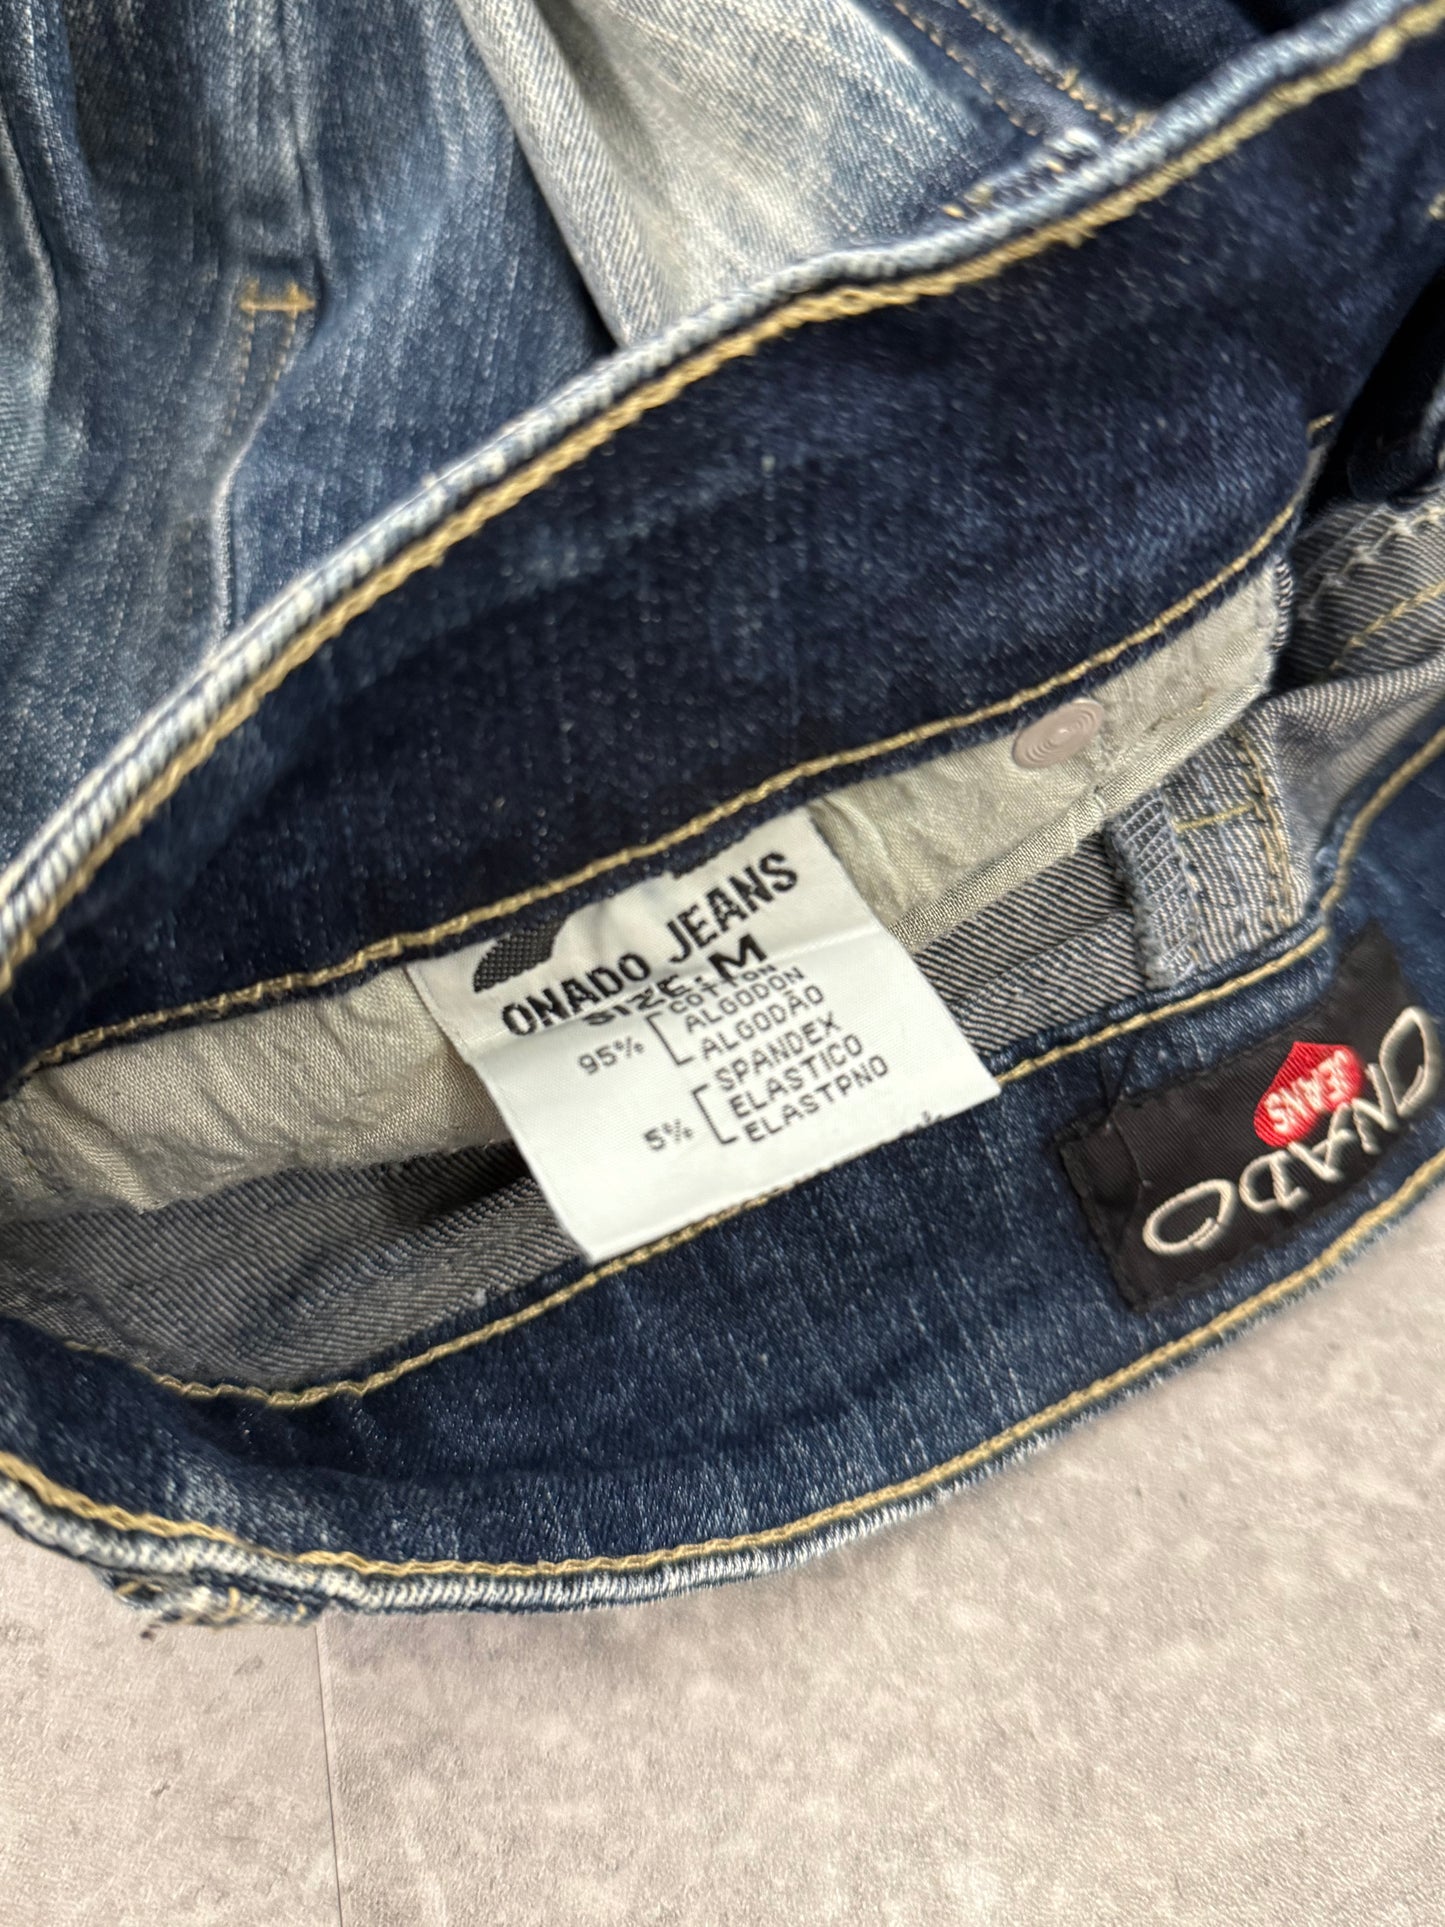 ONADO JEANS
SIZE: M
95% COTTON
ALGODON
ALGODÃO
SPANDEX
5% ELASTICO
ELASTPNO
ONADO
JEANS